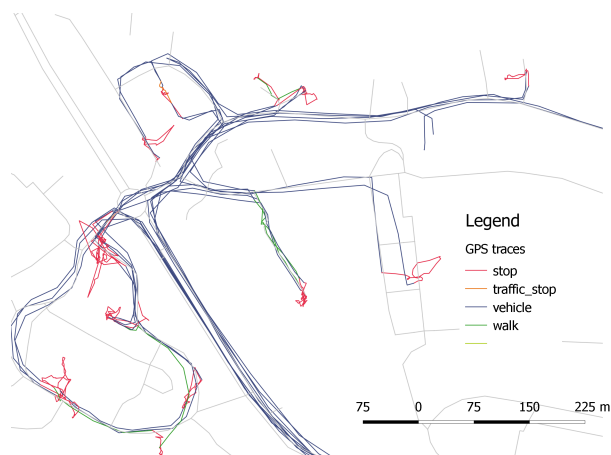 Legend
GPS traces
stop
traffic_stop
vehicle
walk
75 0 75 150 225 m